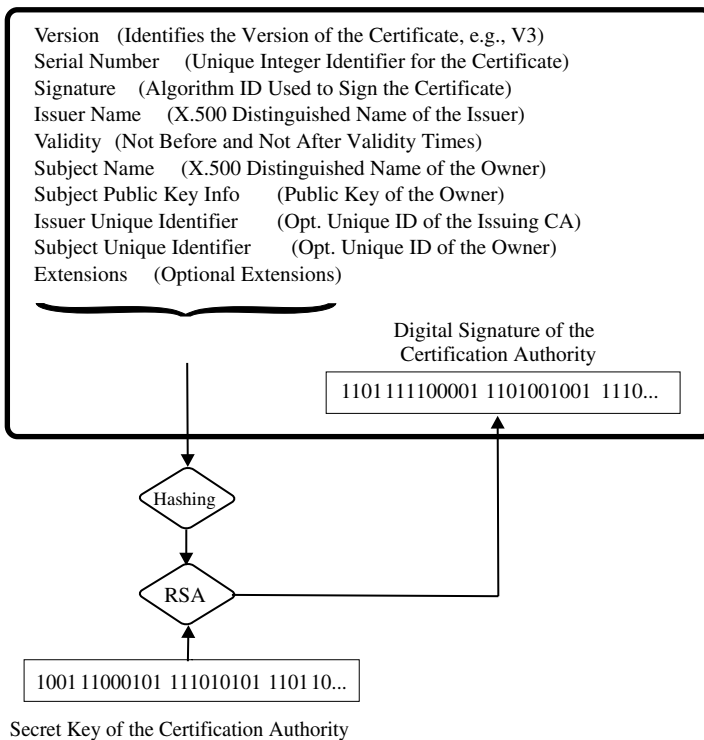 Version (Identifies the Version of the Certificate, e.g., V3)
Serial Number (Unique Integer Identifier for the Certificate)
Signature (Algorithm ID Used to Sign the Certificate)
Issuer Name (X.500 Distinguished Name of the Issuer)
Validity (Not Before and Not After Validity Times)
Subject Name (X.500 Distinguished Name of the Owner)
Subject Public Key Info (Public Key of the Owner)
Issuer Unique Identifier (Opt. Unique ID of the Issuing CA)
Subject Unique Identifier (Opt. Unique ID of the Owner)
Extensions (Optional Extensions)
Digital Signature of the
Certification Authority
1101111100001 1101001001 1110...
Hashing
RSA
1001 11000101 111010101 110110...
Secret Key of the Certification Authority